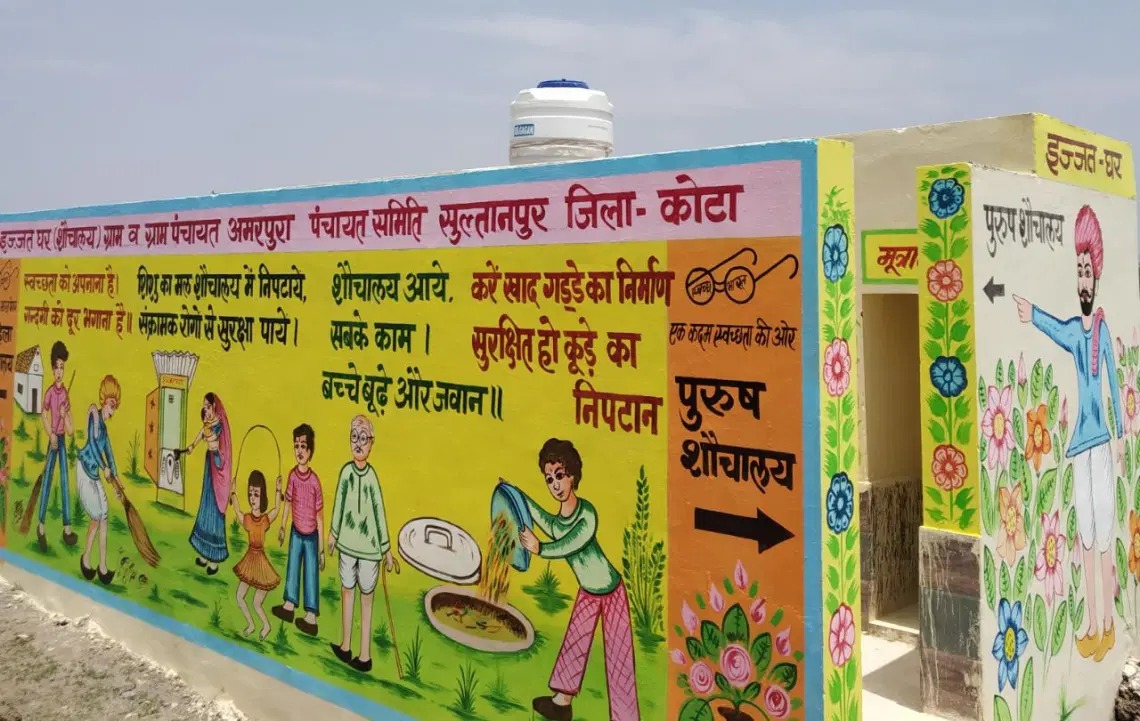 इज्जत घर (शौचालय) ग्राम व ग्राम पंचायत अमरपुरा पंचायत समिति सुल्तानपुर जिला- कोटा
स्वच्छता को अपनाना है।
गन्दगी को दूर भगाना है॥
शिशु का मल शौचालय में निपटाये,
संक्रामक रोगो से सुरक्षा पाये।
शौचालय आये,
सबके काम।
बच्चे बूढ़े और जवान॥
करें खाद गड्डे का निर्माण
सुरक्षित हो कूड़े का
निपटान
स्वच्छ भारत
एक कदम स्वच्छता की ओर
पुरुष
शौचालय
मूत्रा
इज्जत-घर
पुरुष शौचालय